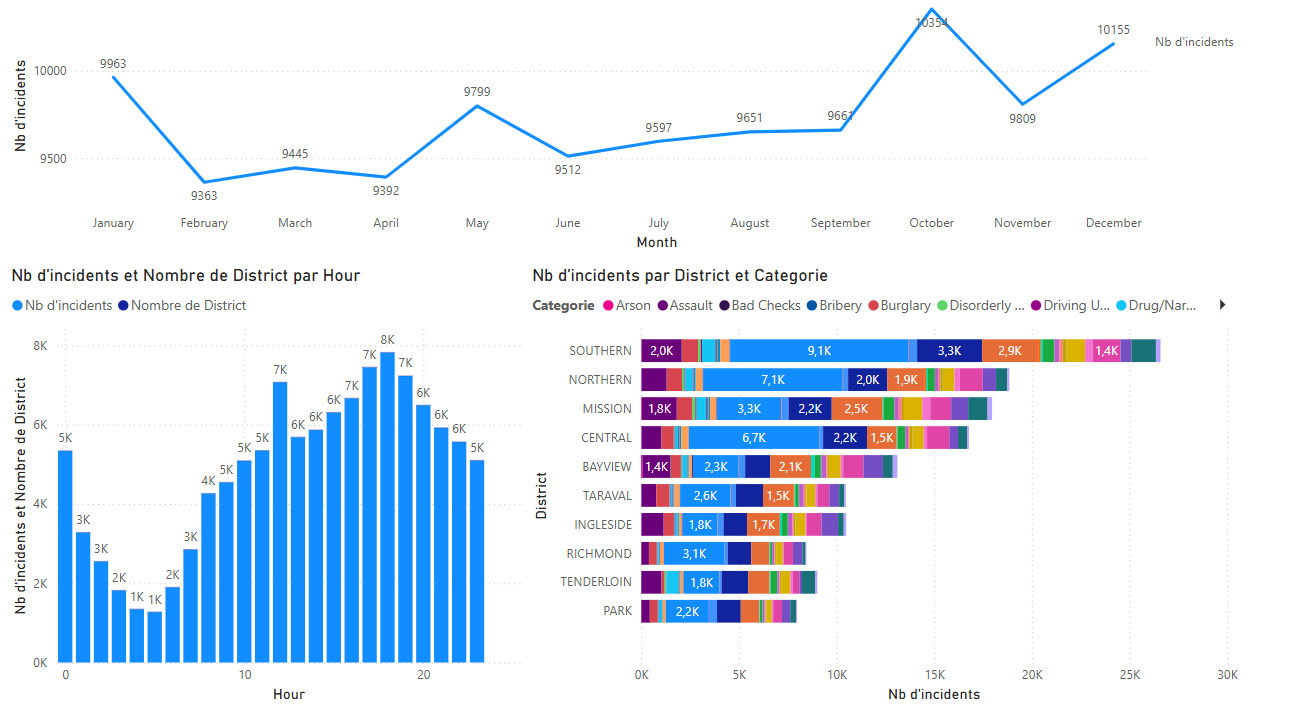 10354
10155
Nb d'incidents
9963
10000
9799
9809
9661
9651
9597
9512
9500
9445
9363
9392
Nb d'incidents
January February March April May June July August September October November December
Month
Nb d'incidents et Nombre de District par Hour
Nb d'incidents Nombre de District
8K
6K
4K
2K
0K
Nb d'incidents et Nombre de District
5K 3K 3K 2K 1K 1K 2K 3K 4K 5K 5K 5K 7K 6K 6K 6K 7K 7K 8K 7K 6K 6K 6K 5K
0 10 20
Hour
Nb d'incidents par District et Categorie
Categorie Arson Assault Bad Checks Bribery Burglary Disorderly ... Driving U... Drug/Nar...
District
SOUTHERN 2,0K 9,1K 3,3K 2,9K 1,4K
NORTHERN 7,1K 2,0K 1,9K
MISSION 1,8K 3,3K 2,2K 2,5K
CENTRAL 6,7K 2,2K 1,5K
BAYVIEW 1,4K 2,3K 2,1K
TARAVAL 2,6K 1,5K
INGLESIDE 1,8K 1,7K
RICHMOND 3,1K
TENDERLOIN 1,8K
PARK 2,2K
0K 5K 10K 15K 20K 25K 30K
Nb d'incidents